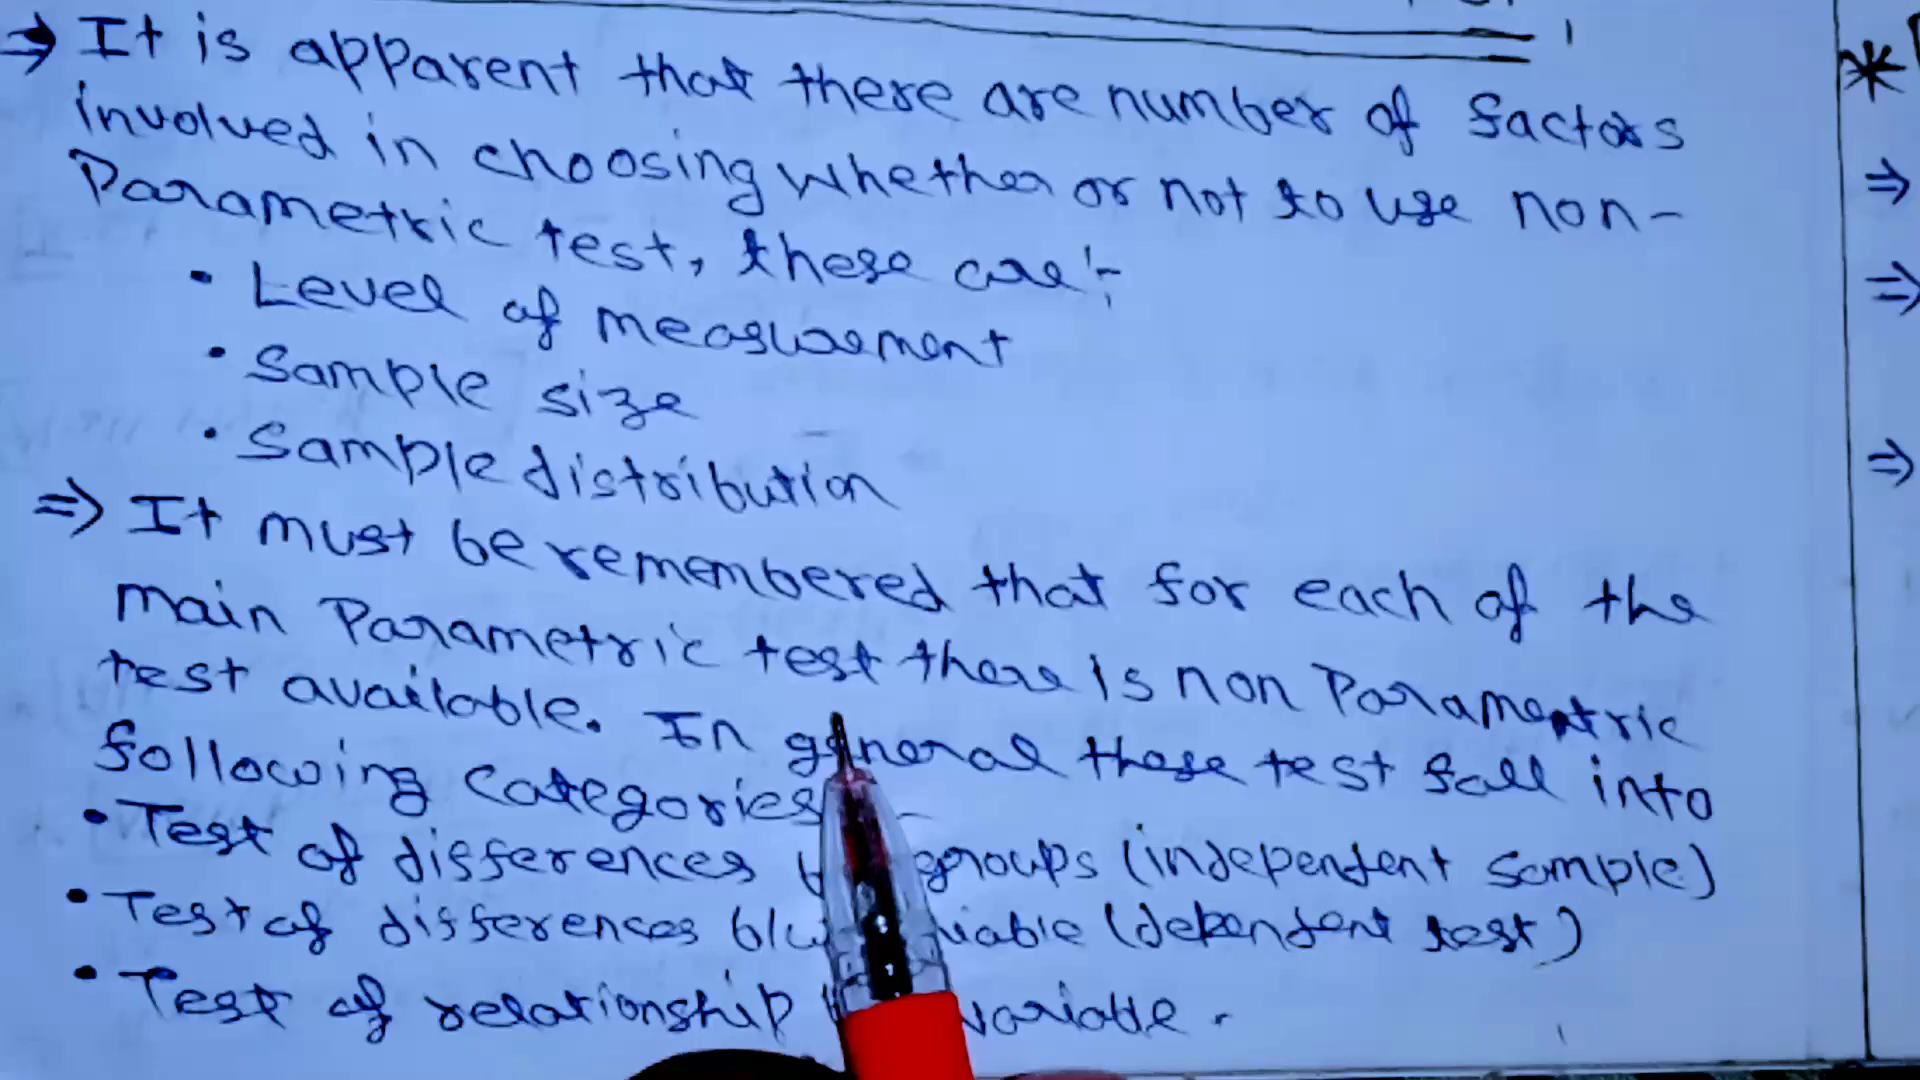 ⇒ It is apparent that there are number of factors
involved in choosing whether or not to use non-
Parametric test, these are :-
• Level of measurement
• Sample size
• Sample distribution
⇒ It must be remembered that for each of the
main Parametric test there is non Parametric
test available. In general these test fall into
following categories
• Test of differences groups (independent sample)
• Test of differences b/w (dependent test)
• Test of relationship variable.
*
⇒
⇒
⇒